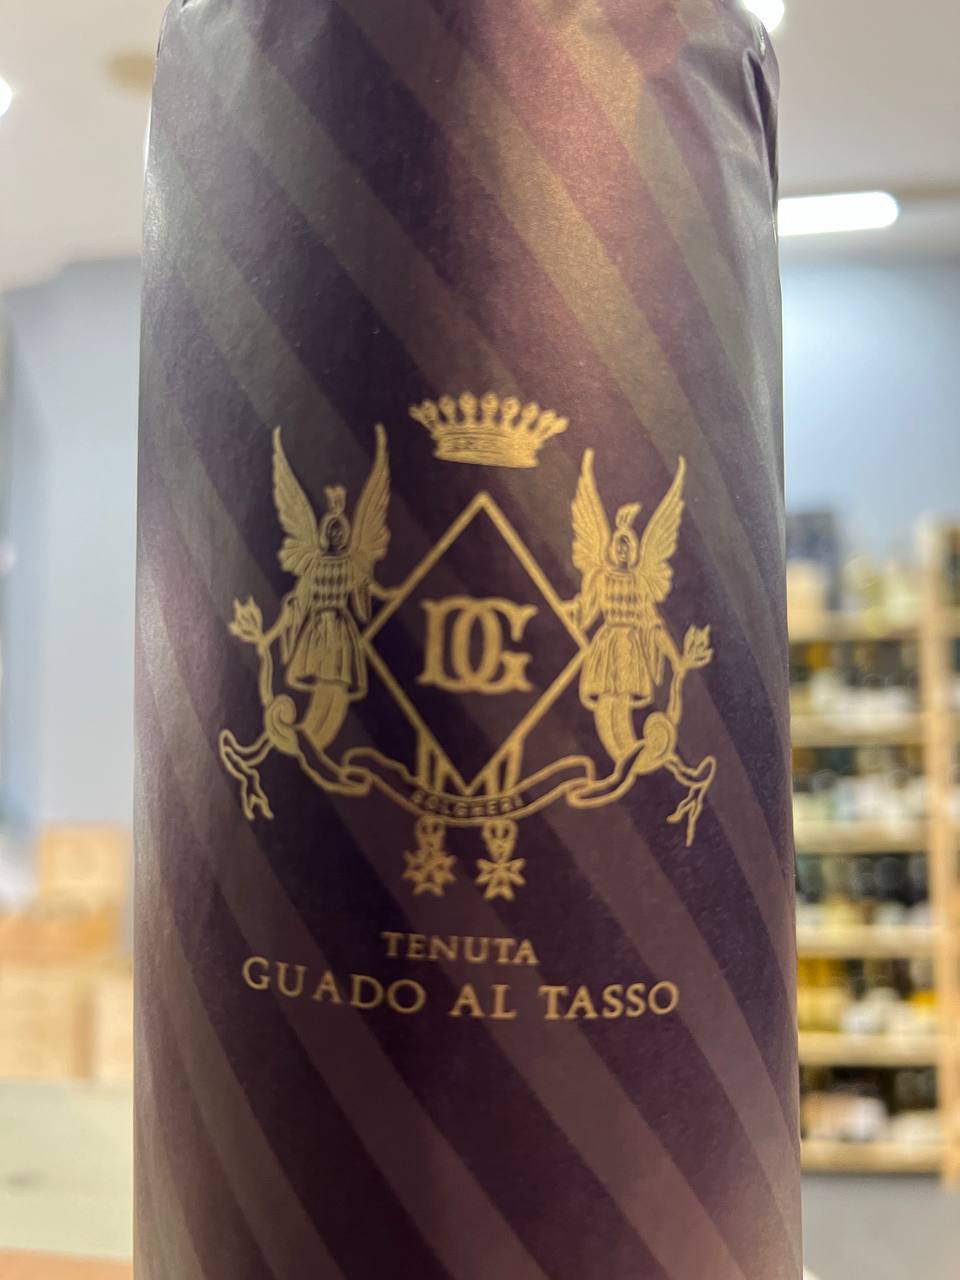 DG
BOLGHERI
TENUTA
GUADO AL TASSO